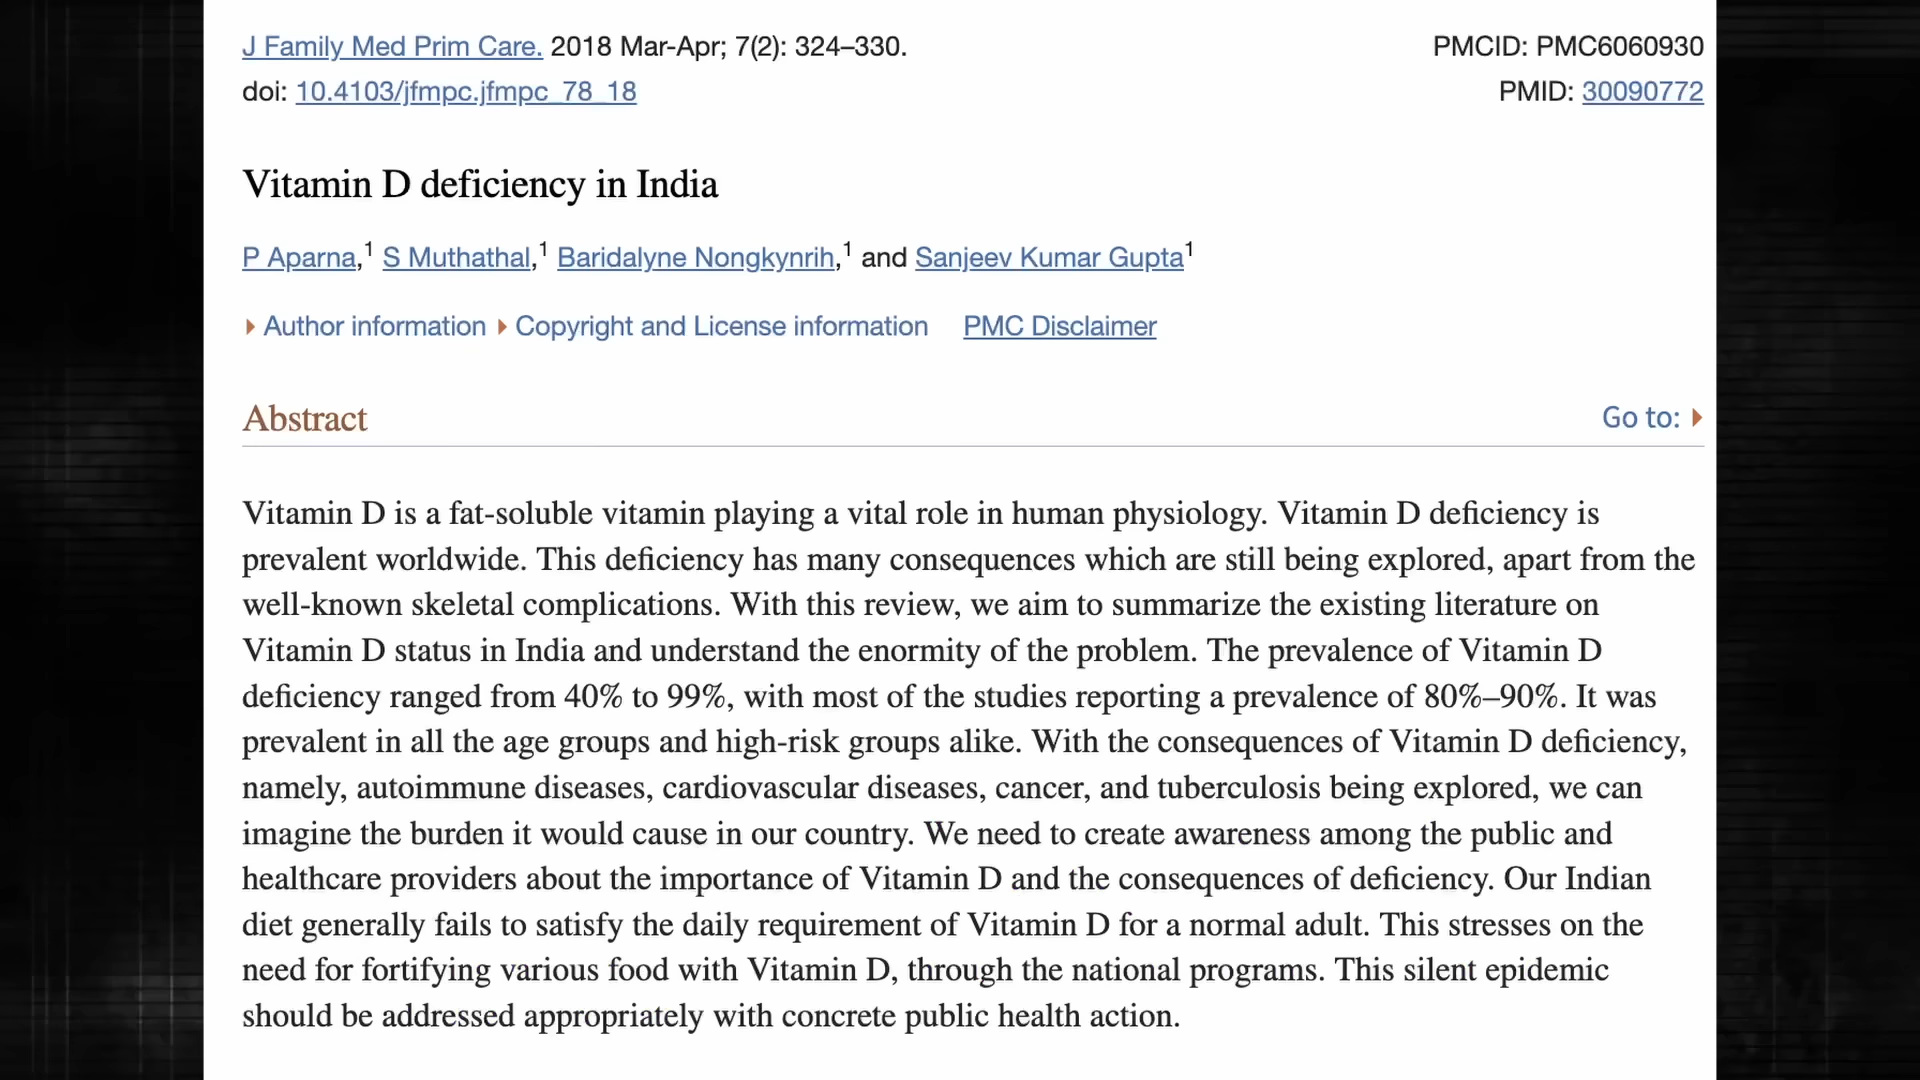 J Family Med Prim Care. 2018 Mar-Apr; 7(2): 324–330. PMCID: PMC6060930
doi: 10.4103/jfmpc.jfmpc_78_18 PMID: 30090772
Vitamin D deficiency in India
P Aparna,1 S Muthathal,1 Baridalyne Nongkynrih,1 and Sanjeev Kumar Gupta1
Author information Copyright and License information PMC Disclaimer
Abstract Go to:
Vitamin D is a fat-soluble vitamin playing a vital role in human physiology. Vitamin D deficiency is
prevalent worldwide. This deficiency has many consequences which are still being explored, apart from the
well-known skeletal complications. With this review, we aim to summarize the existing literature on
Vitamin D status in India and understand the enormity of the problem. The prevalence of Vitamin D
deficiency ranged from 40% to 99%, with most of the studies reporting a prevalence of 80%–90%. It was
prevalent in all the age groups and high-risk groups alike. With the consequences of Vitamin D deficiency,
namely, autoimmune diseases, cardiovascular diseases, cancer, and tuberculosis being explored, we can
imagine the burden it would cause in our country. We need to create awareness among the public and
healthcare providers about the importance of Vitamin D and the consequences of deficiency. Our Indian
diet generally fails to satisfy the daily requirement of Vitamin D for a normal adult. This stresses on the
need for fortifying various food with Vitamin D, through the national programs. This silent epidemic
should be addressed appropriately with concrete public health action.